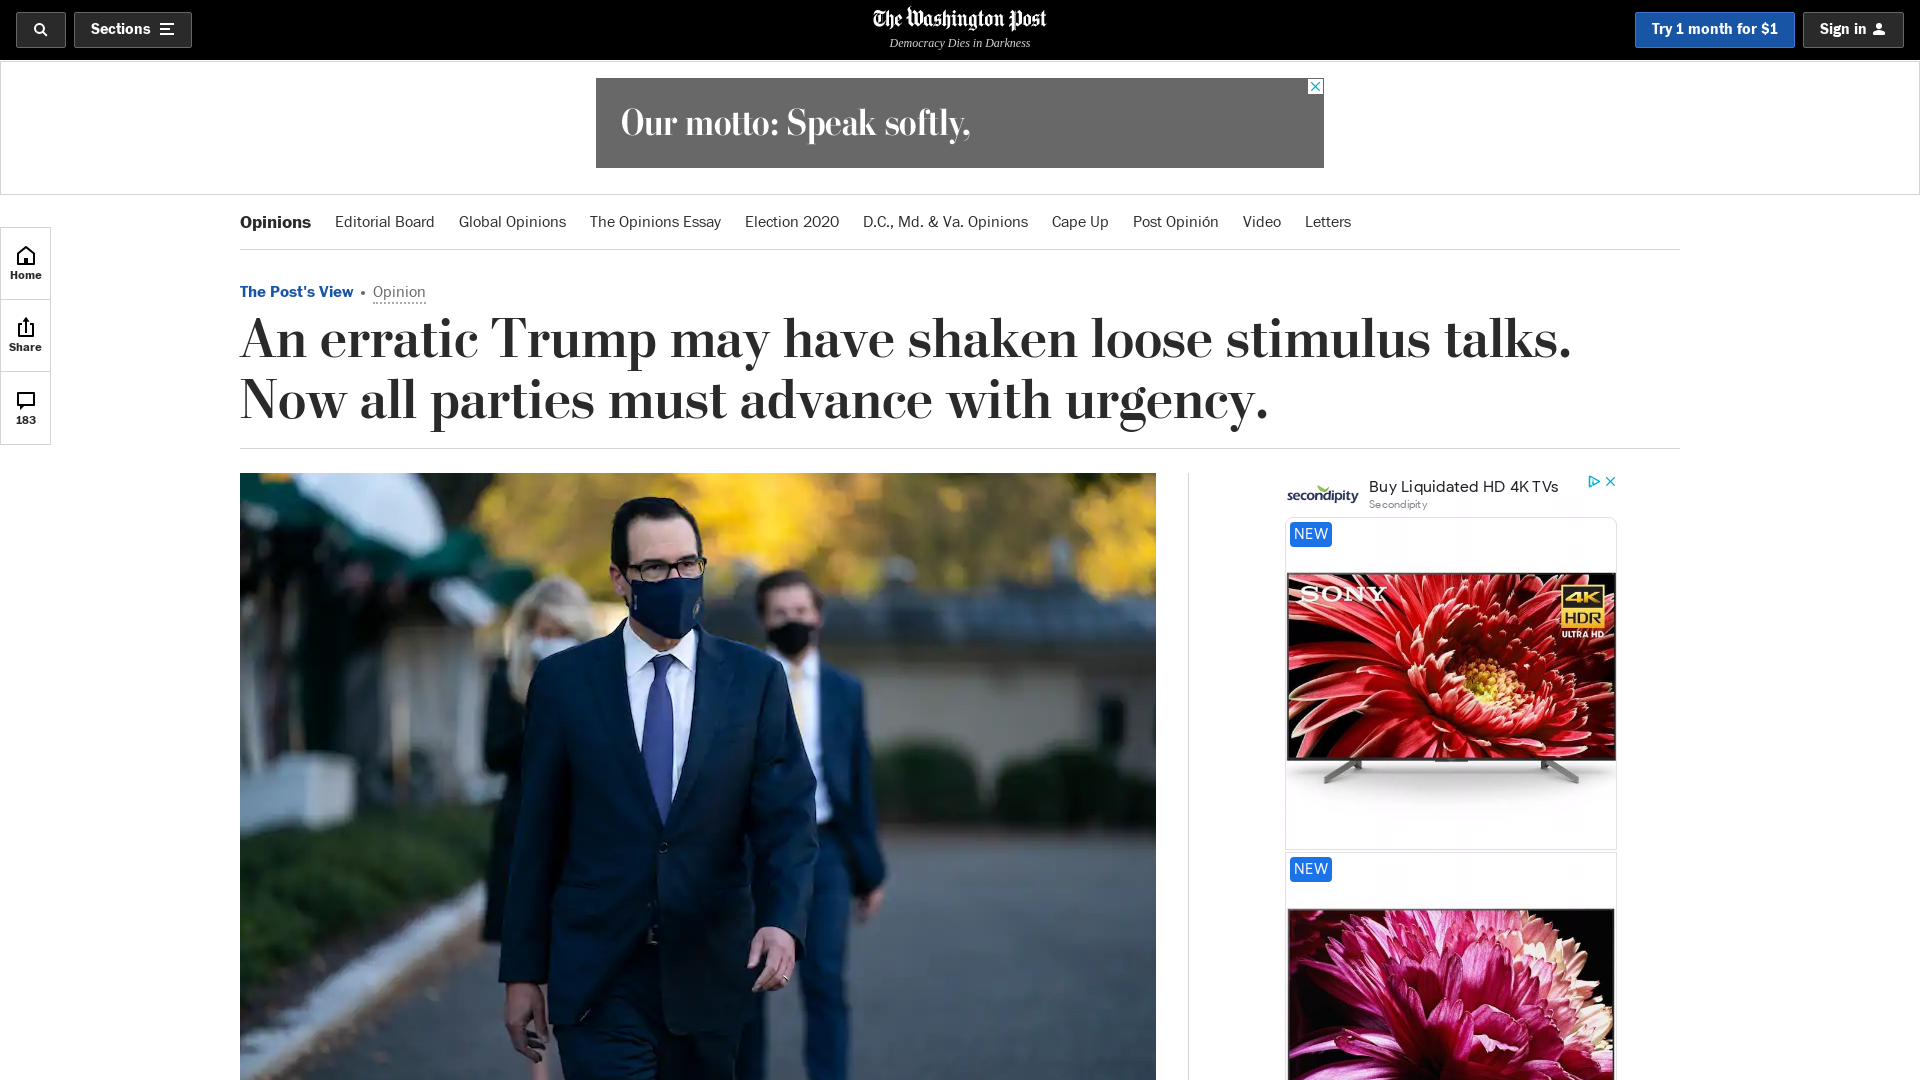 Sections
The Washington Post
Democracy Dies in Darkness
Try 1 month for $1
Sign in
Our motto: Speak softly,
Opinions
Editorial Board
Global Opinions
The Opinions Essay
Election 2020
D.C., Md. & Va. Opinions
Cape Up
Post Opinión
Video
Letters
Home
Share
183
The Post's View • Opinion
An erratic Trump may have shaken loose stimulus talks.
Now all parties must advance with urgency.
secondipity
Buy Liquidated HD 4K TVs
Secondipity
NEW
SONY
4K
HDR
ULTRA HD
NEW